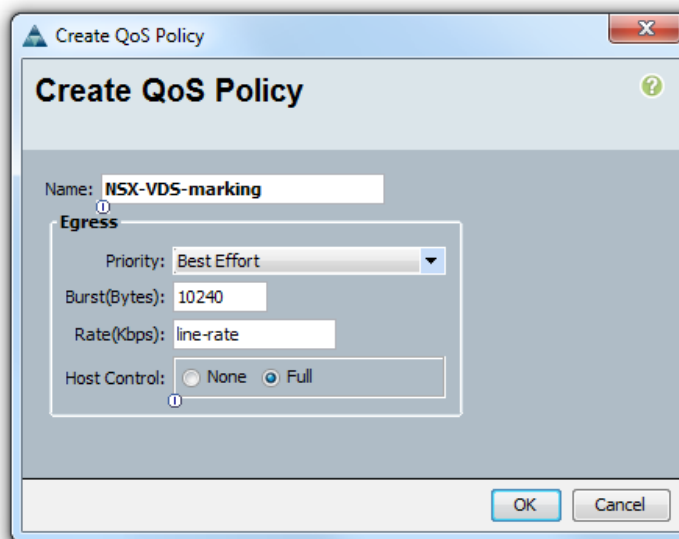 Create QoS Policy
Create QoS Policy
Name: NSX-VDS-marking
Egress
Priority: Best Effort
Burst(Bytes): 10240
Rate(Kbps): line-rate
Host Control: None Full
OK Cancel